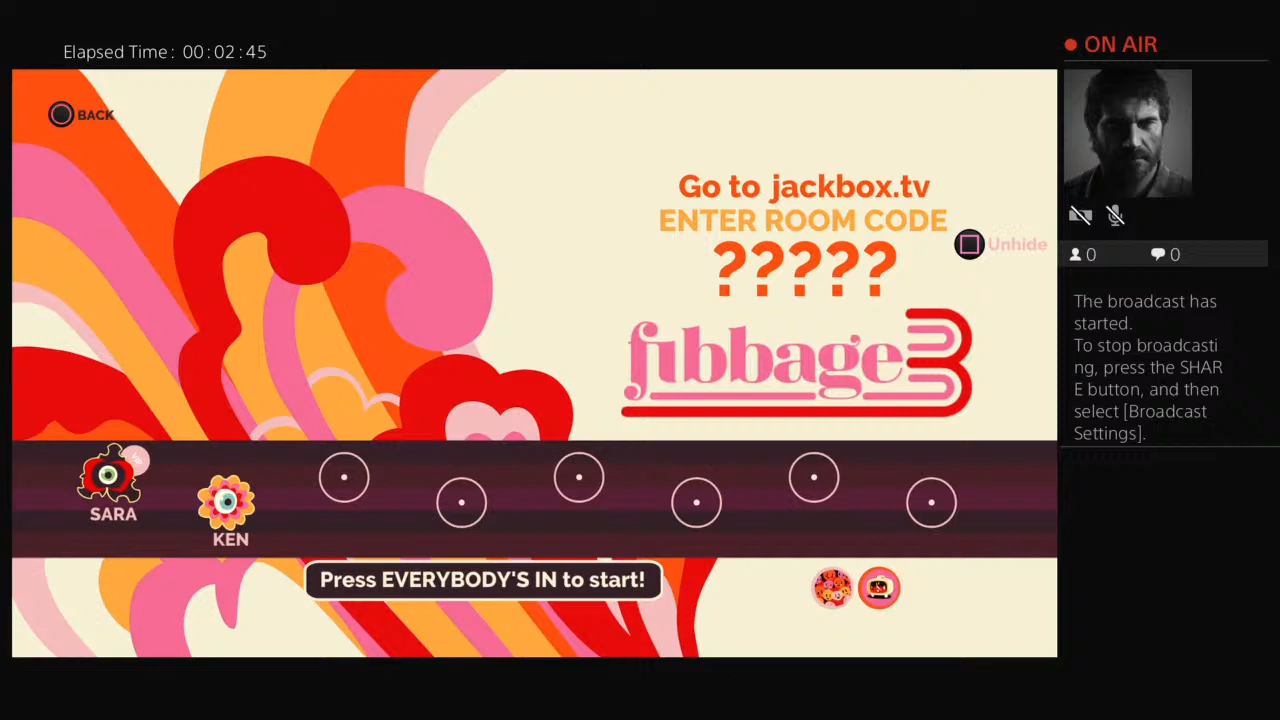 Elapsed Time: 00:02:45
ON AIR
BACK
Go to jackbox.tv
ENTER ROOM CODE
?????
Unhide
fibbage 3
0 0
The broadcast has
started.
To stop broadcasti
ng, press the SHAR
E button, and then
select [Broadcast
Settings].
VIP
SARA
KEN
Press EVERYBODY'S IN to start!